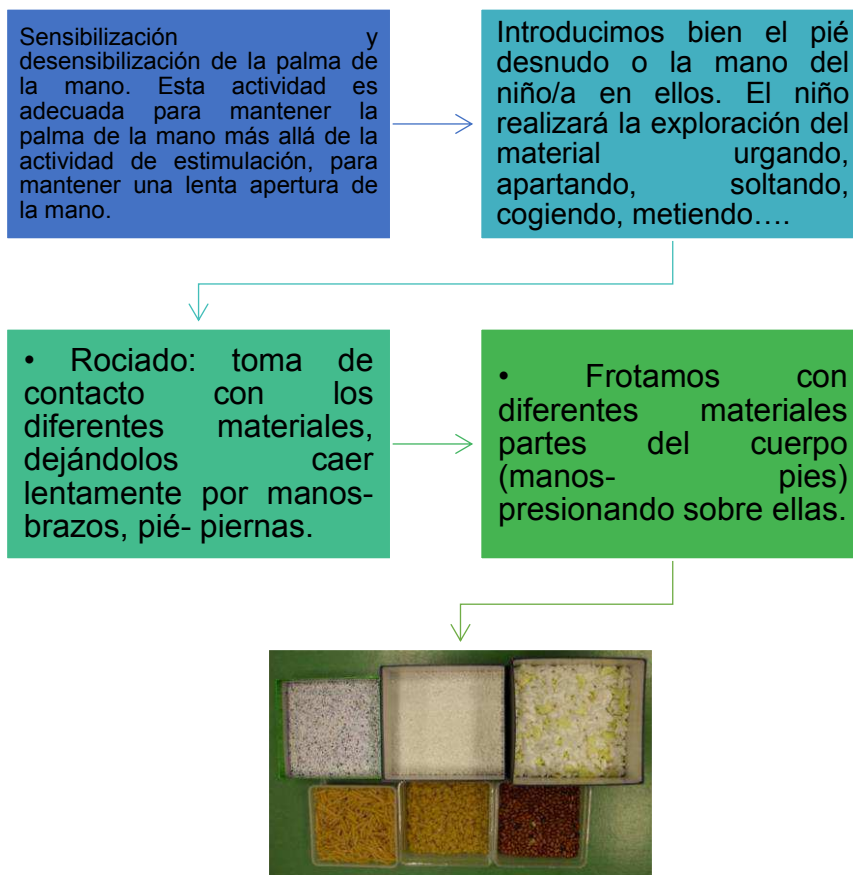 Sensibilización y
desensibilización de la palma de
la mano. Esta actividad es
adecuada para mantener la
palma de la mano más allá de la
actividad de estimulación, para
mantener una lenta apertura de
la mano.
Introducimos bien el pié
desnudo o la mano del
niño/a en ellos. El niño
realizará la exploración del
material urgando,
apartando, soltando,
cogiendo, metiendo….
• Rociado: toma de
contacto con los
diferentes materiales,
dejándolos caer
lentamente por manos-
brazos, pié- piernas.
• Frotamos con
diferentes materiales
partes del cuerpo
(manos- pies)
presionando sobre ellas.